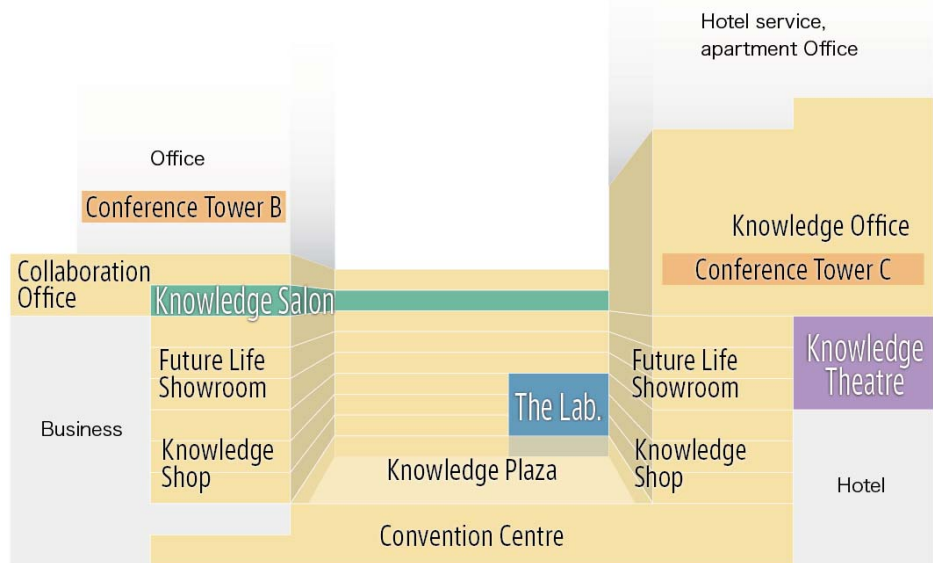 Hotel service,
apartment Office
Office
Conference Tower B
Knowledge Office
Collaboration
Office
Conference Tower C
Knowledge Salon
Future Life
Showroom
Future Life
Showroom
Knowledge
Theatre
The Lab.
Business
Knowledge
Shop
Knowledge Plaza
Knowledge
Shop
Hotel
Convention Centre